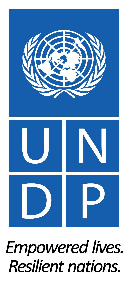 U N
D P
Empowered lives.
Resilient nations.